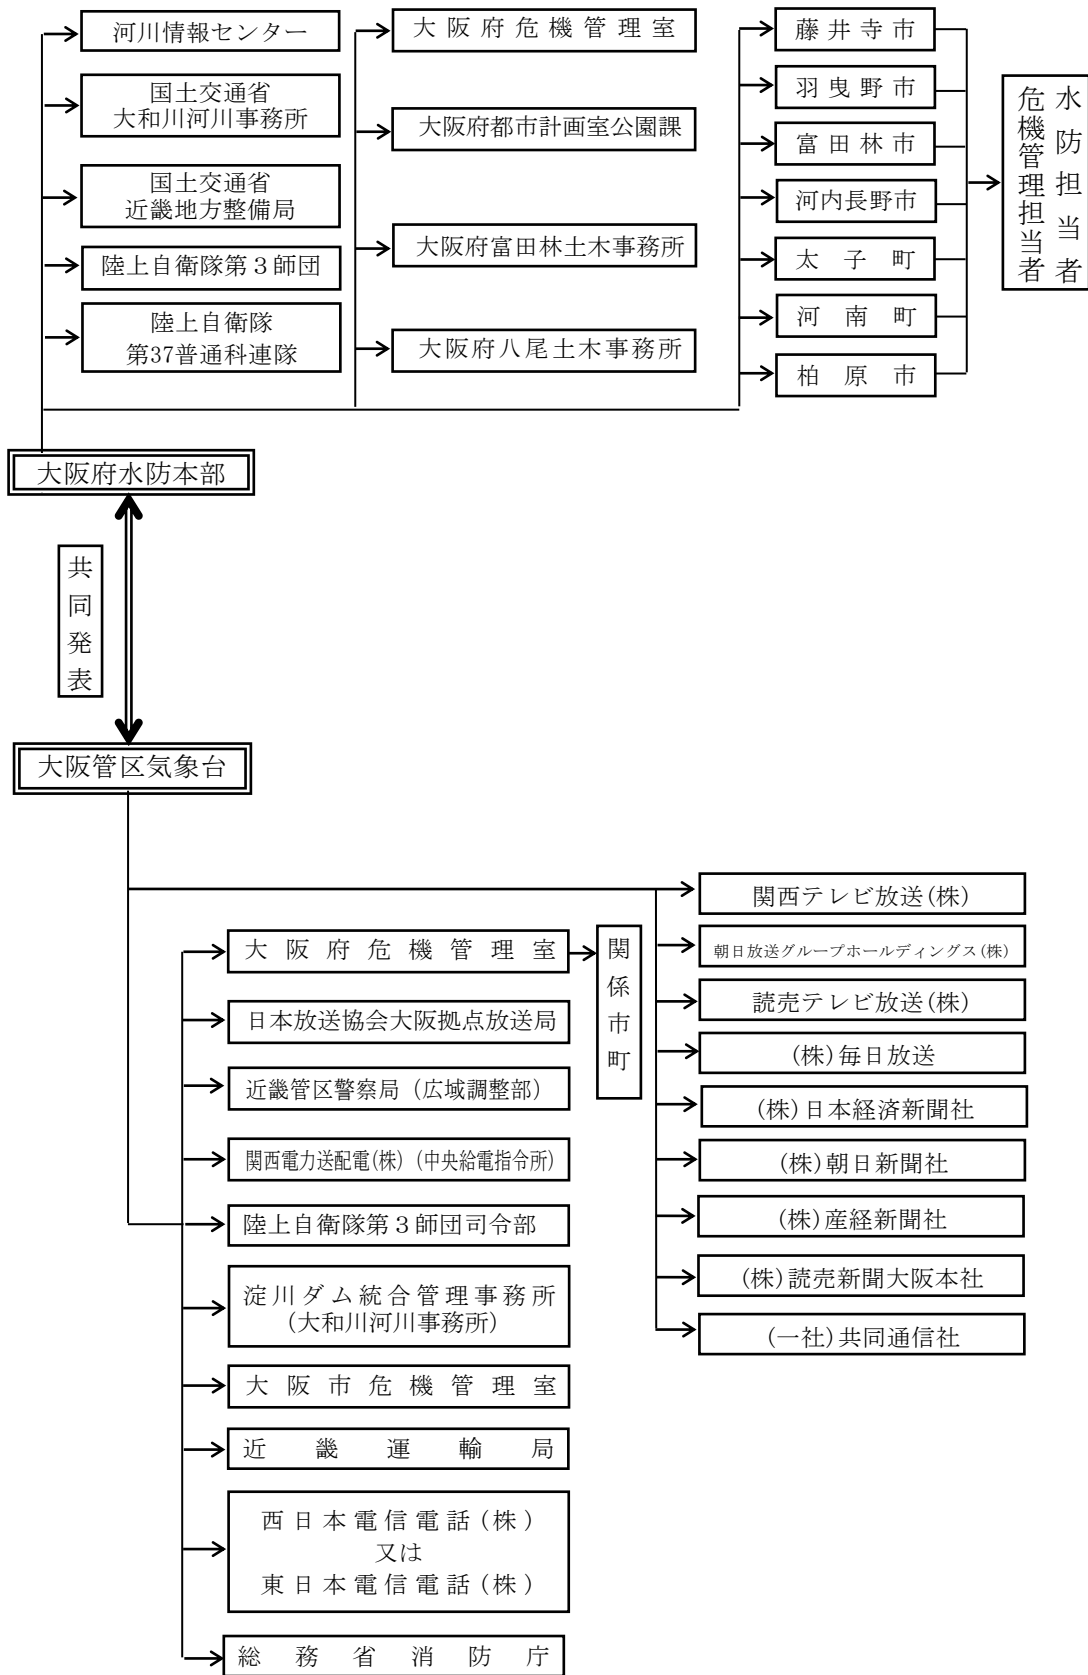 河川情報センター
国土交通省
大和川河川事務所
国土交通省
近畿地方整備局
陸上自衛隊第３師団
陸上自衛隊
第37普通科連隊
大阪府危機管理室
大阪府都市計画室公園課
大阪府富田林土木事務所
大阪府八尾土木事務所
藤井寺市
羽曳野市
富田林市
河内長野市
太子町
河南町
柏原市
水防担当者
危機管理担当者
大阪府水防本部
共同発表
大阪管区気象台
大阪府危機管理室
関係市町
日本放送協会大阪拠点放送局
近畿管区警察局（広域調整部）
関西電力送配電(株)（中央給電指令所）
陸上自衛隊第３師団司令部
淀川ダム統合管理事務所
(大和川河川事務所)
大阪市危機管理室
近畿運輸局
西日本電信電話(株)
又は
東日本電信電話(株)
総務省消防庁
関西テレビ放送(株)
朝日放送グループホールディングス(株)
読売テレビ放送(株)
(株)毎日放送
(株)日本経済新聞社
(株)朝日新聞社
(株)産経新聞社
(株)読売新聞大阪本社
(一社)共同通信社